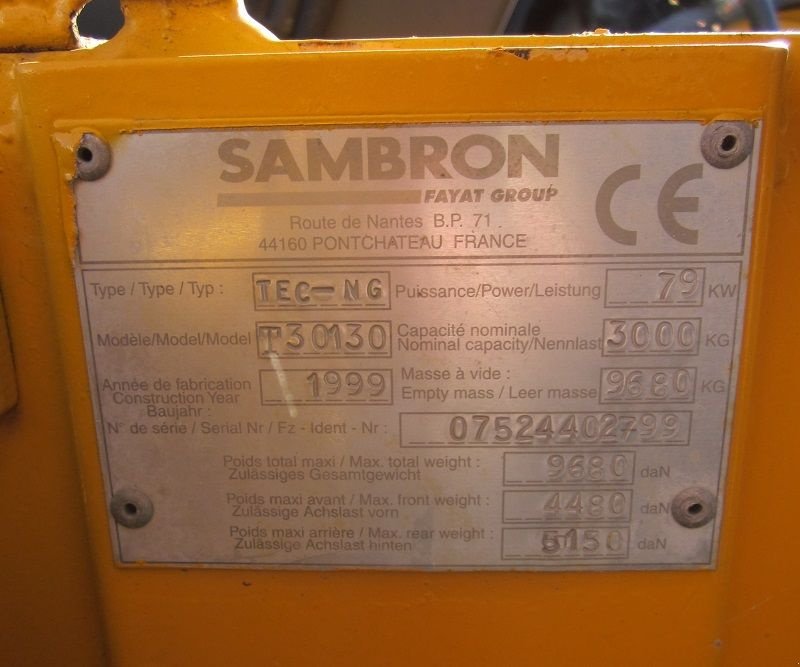 SAMBRON
FAYAT GROUP
Route de Nantes B.P. 71
44160 PONTCHATEAU FRANCE
CE
Type / Type / Typ : TEC-NG Puissance/Power/Leistung 79 KW
Modèle/Model/Model T30130 Capacité nominale
Nominal capacity/Nennlast 3000 KG
Année de fabrication
Construction Year
Baujahr : 1999 Masse à vide :
Empty mass / Leer masse 9680 KG
N° de série / Serial Nr / Fz - Ident - Nr : 07524402799
Poids total maxi / Max. total weight :
Zulässiges Gesamtgewicht 9680 daN
Poids maxi avant / Max. front weight :
Zulässige Achslast vorn 4480 daN
Poids maxi arrière / Max. rear weight :
Zulässige Achslast hinten 5150 daN